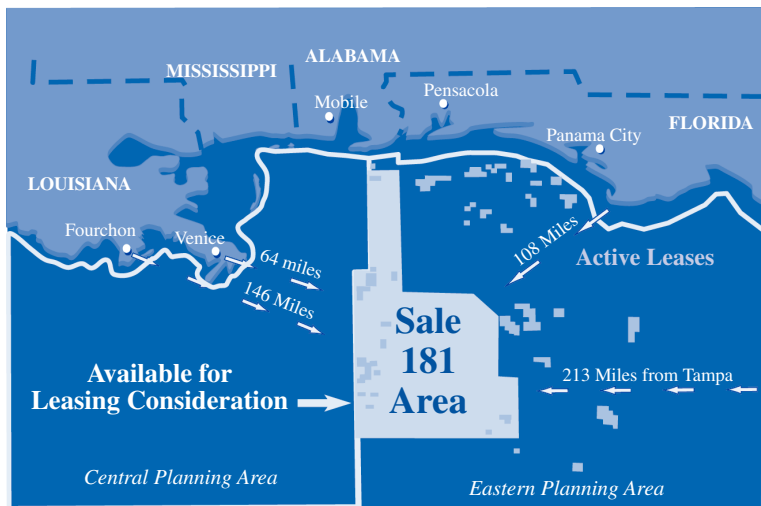 ALABAMA
MISSISSIPPI
Pensacola
Mobile
FLORIDA
Panama City
LOUISIANA
Fourchon
Venice
64 miles
146 Miles
108 Miles
Active Leases
Sale
181
Area
213 Miles from Tampa
Available for
Leasing Consideration
Central Planning Area
Eastern Planning Area